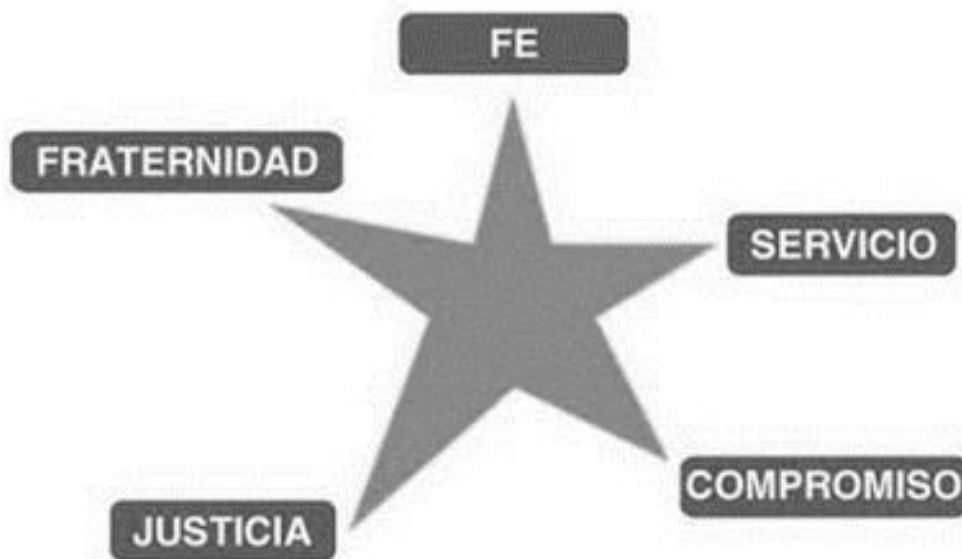 FE
FRATERNIDAD
SERVICIO
COMPROMISO
JUSTICIA